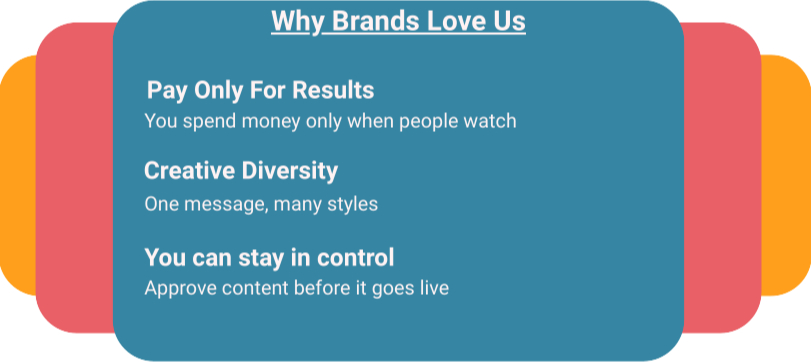 Why Brands Love Us
Pay Only For Results
You spend money only when people watch
Creative Diversity
One message, many styles
You can stay in control
Approve content before it goes live